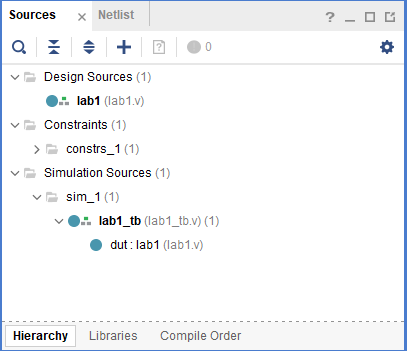 Sources × Netlist ?
0
Design Sources (1)
lab1 (lab1.v)
Constraints (1)
constrs_1 (1)
Simulation Sources (1)
sim_1 (1)
lab1_tb (lab1_tb.v) (1)
dut : lab1 (lab1.v)
Hierarchy Libraries Compile Order